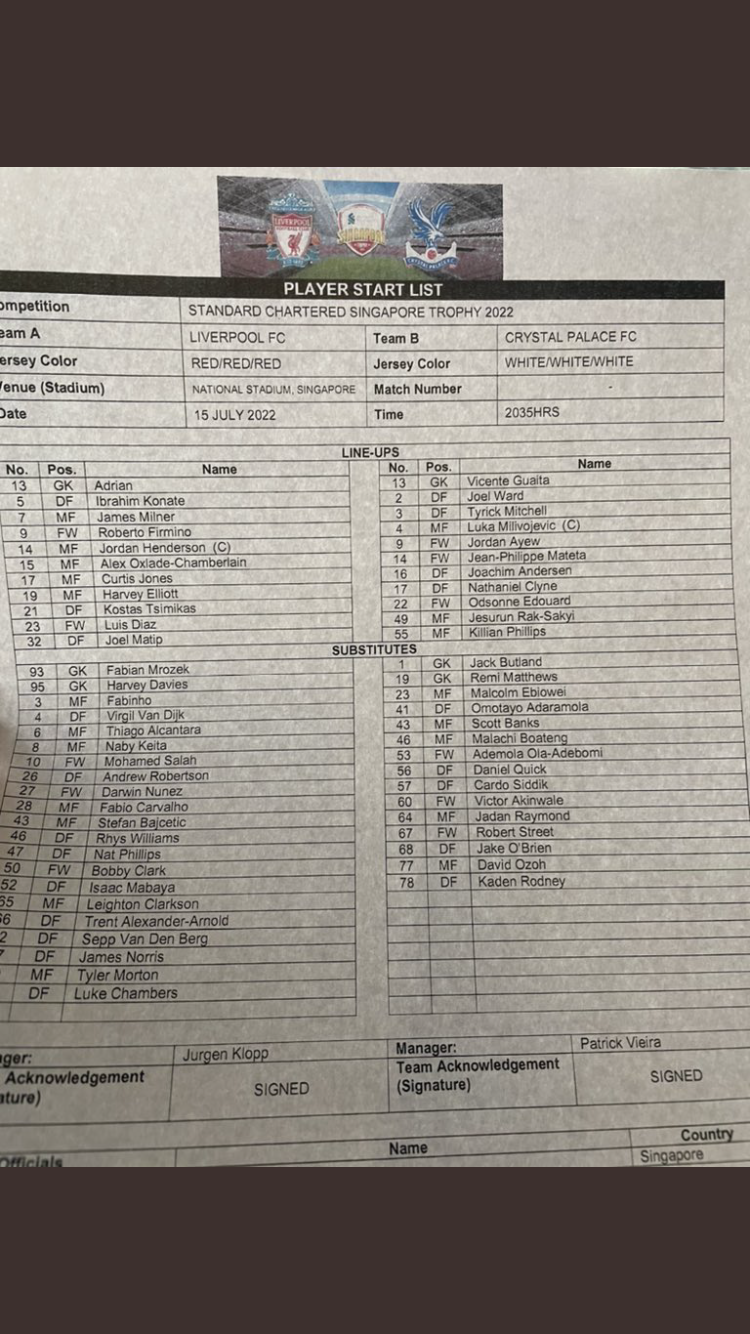 LIVERPOOL
SINGAPORE
CRYSTAL PALACE F.C.
PLAYER START LIST
ompetition STANDARD CHARTERED SINGAPORE TROPHY 2022
eam A LIVERPOOL FC Team B CRYSTAL PALACE FC
ersey Color RED/RED/RED Jersey Color WHITE/WHITE/WHITE
Venue (Stadium) NATIONAL STADIUM, SINGAPORE Match Number -
Date 15 JULY 2022 Time 2035HRS
LINE-UPS
No. Pos. Name No. Pos. Name
13 GK Adrian 13 GK Vicente Guaita
5 DF Ibrahim Konate 2 DF Joel Ward
7 MF James Milner 3 DF Tyrick Mitchell
9 FW Roberto Firmino 4 MF Luka Milivojevic (C)
14 MF Jordan Henderson (C) 9 FW Jordan Ayew
15 MF Alex Oxlade-Chamberlain 14 FW Jean-Philippe Mateta
17 MF Curtis Jones 16 DF Joachim Andersen
19 MF Harvey Elliott 17 DF Nathaniel Clyne
21 DF Kostas Tsimikas 22 FW Odsonne Edouard
23 FW Luis Diaz 49 MF Jesurun Rak-Sakyi
32 DF Joel Matip 55 MF Killian Phillips
SUBSTITUTES
93 GK Fabian Mrozek 1 GK Jack Butland
95 GK Harvey Davies 19 GK Remi Matthews
3 MF Fabinho 23 MF Malcolm Eblowei
4 DF Virgil Van Dijk 41 DF Omotayo Adaramola
6 MF Thiago Alcantara 43 MF Scott Banks
8 MF Naby Keita 46 MF Malachi Boateng
10 FW Mohamed Salah 53 FW Ademola Ola-Adebomi
26 DF Andrew Robertson 56 DF Daniel Quick
27 FW Darwin Nunez 57 DF Cardo Siddik
28 MF Fabio Carvalho 60 FW Victor Akinwale
43 MF Stefan Bajcetic 64 MF Jadan Raymond
46 DF Rhys Williams 67 FW Robert Street
47 DF Nat Phillips 68 DF Jake O'Brien
50 FW Bobby Clark 77 MF David Ozoh
52 DF Isaac Mabaya 78 DF Kaden Rodney
65 MF Leighton Clarkson
66 DF Trent Alexander-Arnold
2 DF Sepp Van Den Berg
DF James Norris
MF Tyler Morton
DF Luke Chambers
ger: Jurgen Klopp Manager: Patrick Vieira
Acknowledgement
ature) SIGNED Team Acknowledgement
(Signature) SIGNED
Officials Name Country
Singapore